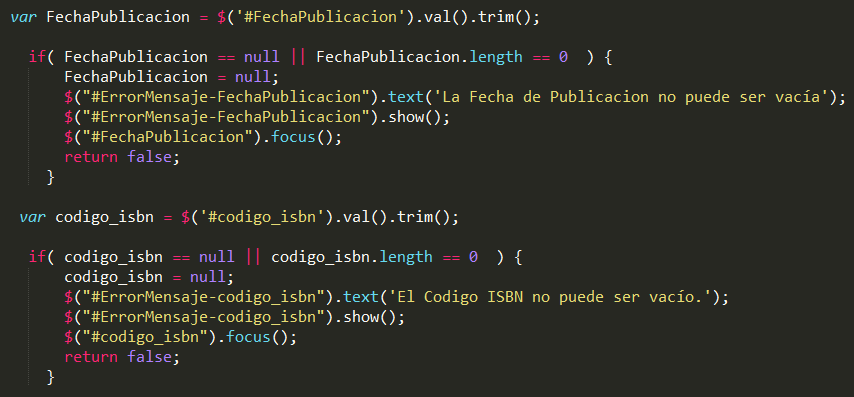 var FechaPublicacion = $('#FechaPublicacion').val().trim();
if( FechaPublicacion == null || FechaPublicacion.length == 0  ) {
FechaPublicacion = null;
$("#ErrorMensaje-FechaPublicacion").text('La Fecha de Publicacion no puede ser vacía');
$("#ErrorMensaje-FechaPublicacion").show();
$("#FechaPublicacion").focus();
return false;
}
var codigo_isbn = $('#codigo_isbn').val().trim();
if( codigo_isbn == null || codigo_isbn.length == 0  ) {
codigo_isbn = null;
$("#ErrorMensaje-codigo_isbn").text('El Codigo ISBN no puede ser vacío.');
$("#ErrorMensaje-codigo_isbn").show();
$("#codigo_isbn").focus();
return false;
}